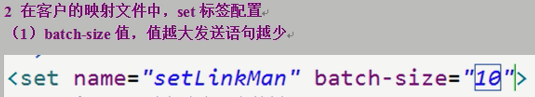 2 在客户的映射文件中，set 标签配置
（1）batch-size 值，值越大发送语句越少
<set name="setLinkMan" batch-size="10">